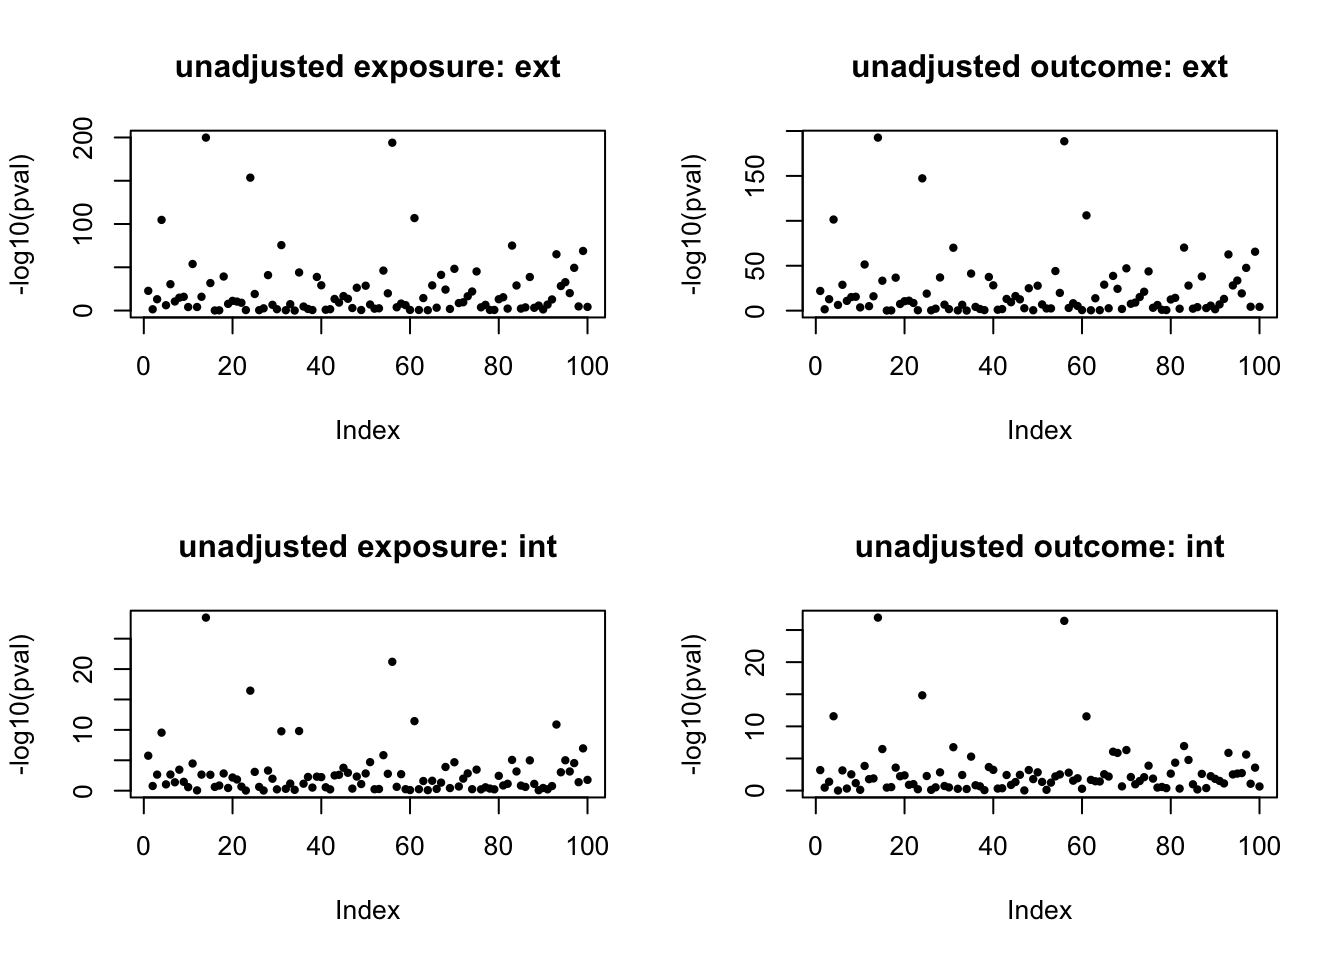 unadjusted exposure: ext
-log10(pval)
200
100
0
0 20 40 60 80 100
Index
unadjusted outcome: ext
-log10(pval)
150
50
0
0 20 40 60 80 100
Index
unadjusted exposure: int
-log10(pval)
20
10
0
0 20 40 60 80 100
Index
unadjusted outcome: int
-log10(pval)
20
10
0
0 20 40 60 80 100
Index